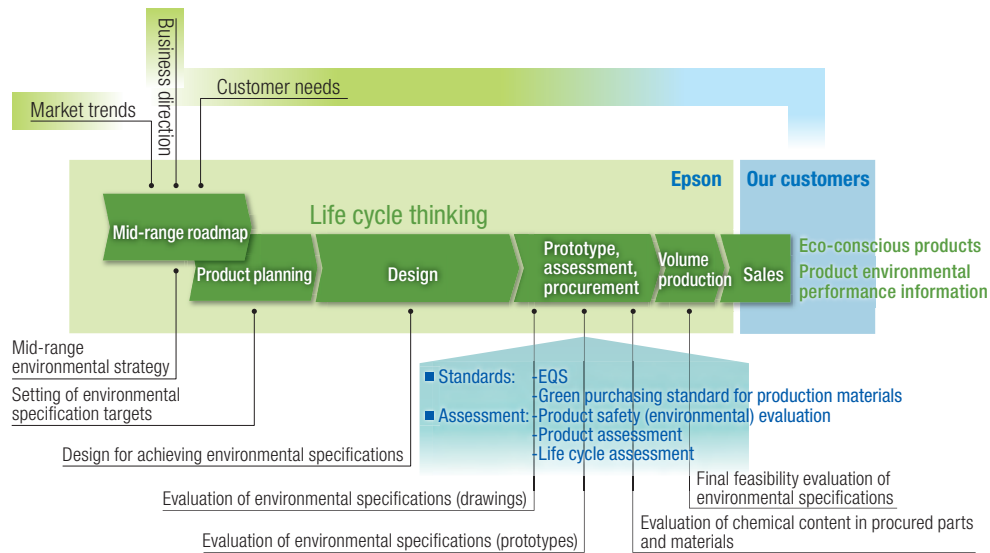 Business direction
Customer needs
Market trends
Epson
Our customers
Life cycle thinking
Mid-range roadmap
Product planning
Design
Prototype,
assessment,
procurement
Volume
production
Sales
Eco-conscious products
Product environmental
performance information
Mid-range
environmental strategy
Setting of environmental
specification targets
■ Standards: -EQS
-Green purchasing standard for production materials
■ Assessment: -Product safety (environmental) evaluation
-Product assessment
-Life cycle assessment
Design for achieving environmental specifications
Evaluation of environmental specifications (drawings)
Final feasibility evaluation of
environmental specifications
Evaluation of environmental specifications (prototypes)
Evaluation of chemical content in procured parts
and materials